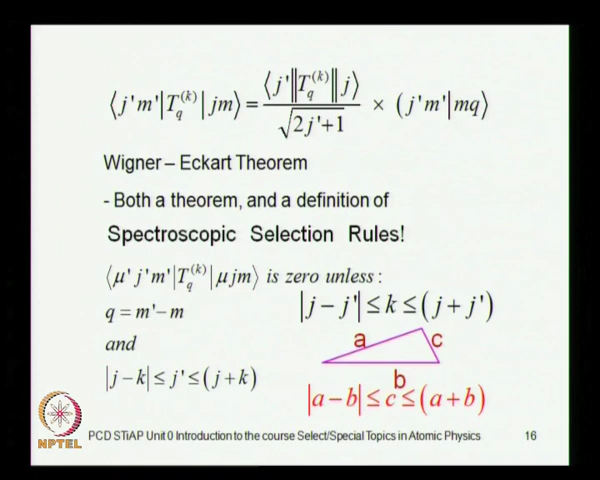 ⟨j'm'|T_q^(k)|jm⟩ = ⟨j'‖T_q^(k)‖j⟩ / √(2j'+1) × (j'm'|mq⟩
Wigner – Eckart Theorem
- Both a theorem, and a definition of
Spectroscopic Selection Rules!
⟨μ'j'm'|T_q^(k)|μjm⟩ is zero unless :
q = m'− m
and
|j−k| ≤ j' ≤ (j+k)
|j − j'| ≤ k ≤ (j + j')
a
c
b
|a−b| ≤ c ≤ (a+b)
NPTEL
PCD STiAP Unit 0 Introduction to the course Select/Special Topics in Atomic Physics
16